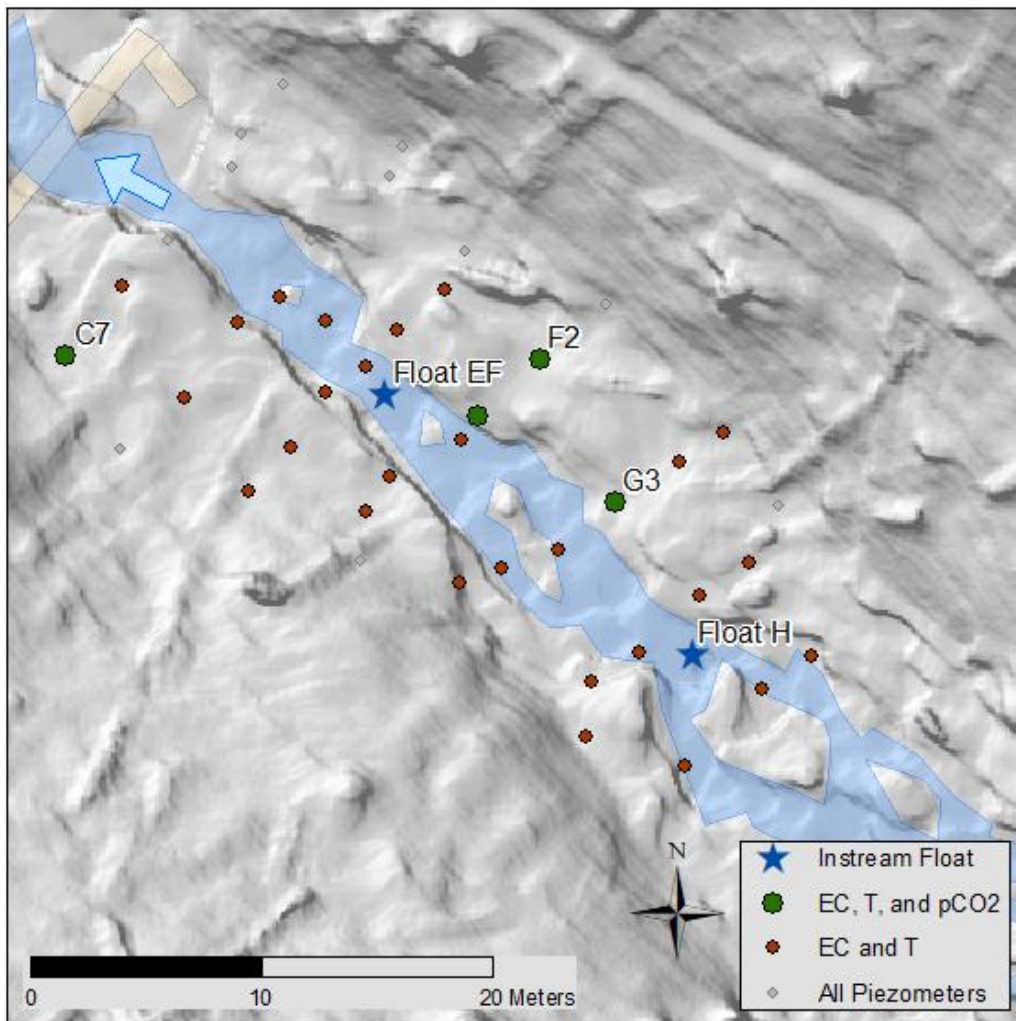 C7
F2
Float EF
G3
Float H
N
Instream Float
EC, T, and pCO2
EC and T
All Piezometers
0 10 20 Meters